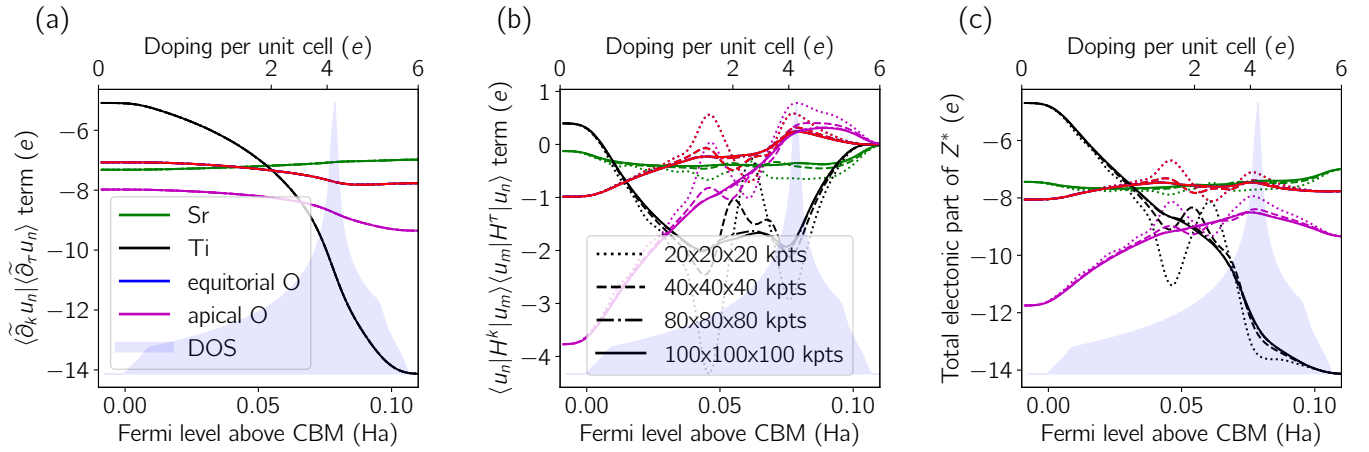 (a)
Doping per unit cell (e)
0 2 4 6
⟨∂̃ₖuₙ|∂̃_τuₙ⟩ term (e)
−6
−8
−10
−12
−14
Sr
Ti
equitorial O
apical O
DOS
0.00 0.05 0.10
Fermi level above CBM (Ha)
(b)
Doping per unit cell (e)
0 2 4 6
⟨uₙ|Hᵏ|uₘ⟩⟨uₘ|H^τ|uₙ⟩ term (e)
1
0
−1
−2
−3
−4
20x20x20 kpts
40x40x40 kpts
80x80x80 kpts
100x100x100 kpts
0.00 0.05 0.10
Fermi level above CBM (Ha)
(c)
Doping per unit cell (e)
0 2 4 6
Total electonic part of Z* (e)
−4
−6
−8
−10
−12
−14
0.00 0.05 0.10
Fermi level above CBM (Ha)